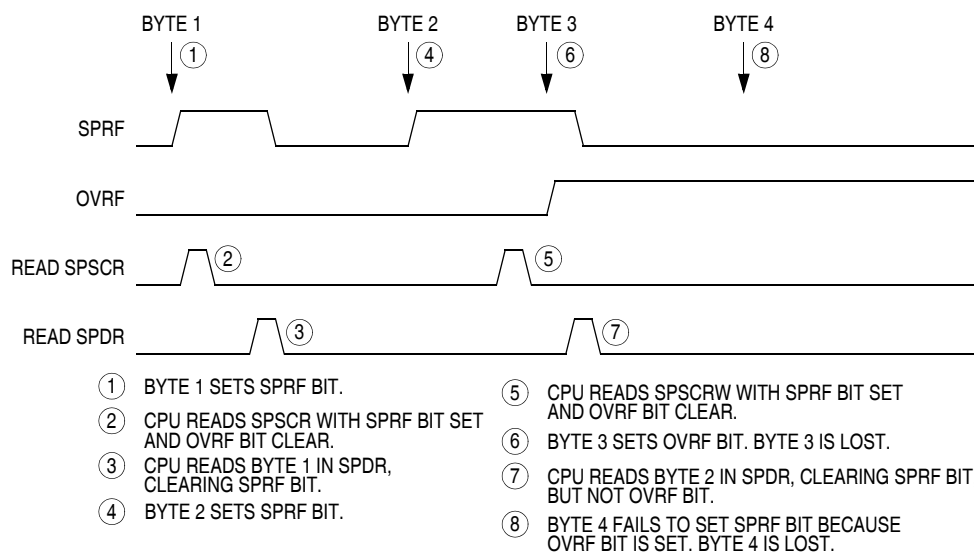 BYTE 1 BYTE 2 BYTE 3 BYTE 4
1 4 6 8
SPRF
OVRF
READ SPSCR
2 5
READ SPDR
3 7
1 BYTE 1 SETS SPRF BIT.
2 CPU READS SPSCR WITH SPRF BIT SET
AND OVRF BIT CLEAR.
3 CPU READS BYTE 1 IN SPDR,
CLEARING SPRF BIT.
4 BYTE 2 SETS SPRF BIT.
5 CPU READS SPSCRW WITH SPRF BIT SET
AND OVRF BIT CLEAR.
6 BYTE 3 SETS OVRF BIT. BYTE 3 IS LOST.
7 CPU READS BYTE 2 IN SPDR, CLEARING SPRF BIT
BUT NOT OVRF BIT.
8 BYTE 4 FAILS TO SET SPRF BIT BECAUSE
OVRF BIT IS SET. BYTE 4 IS LOST.